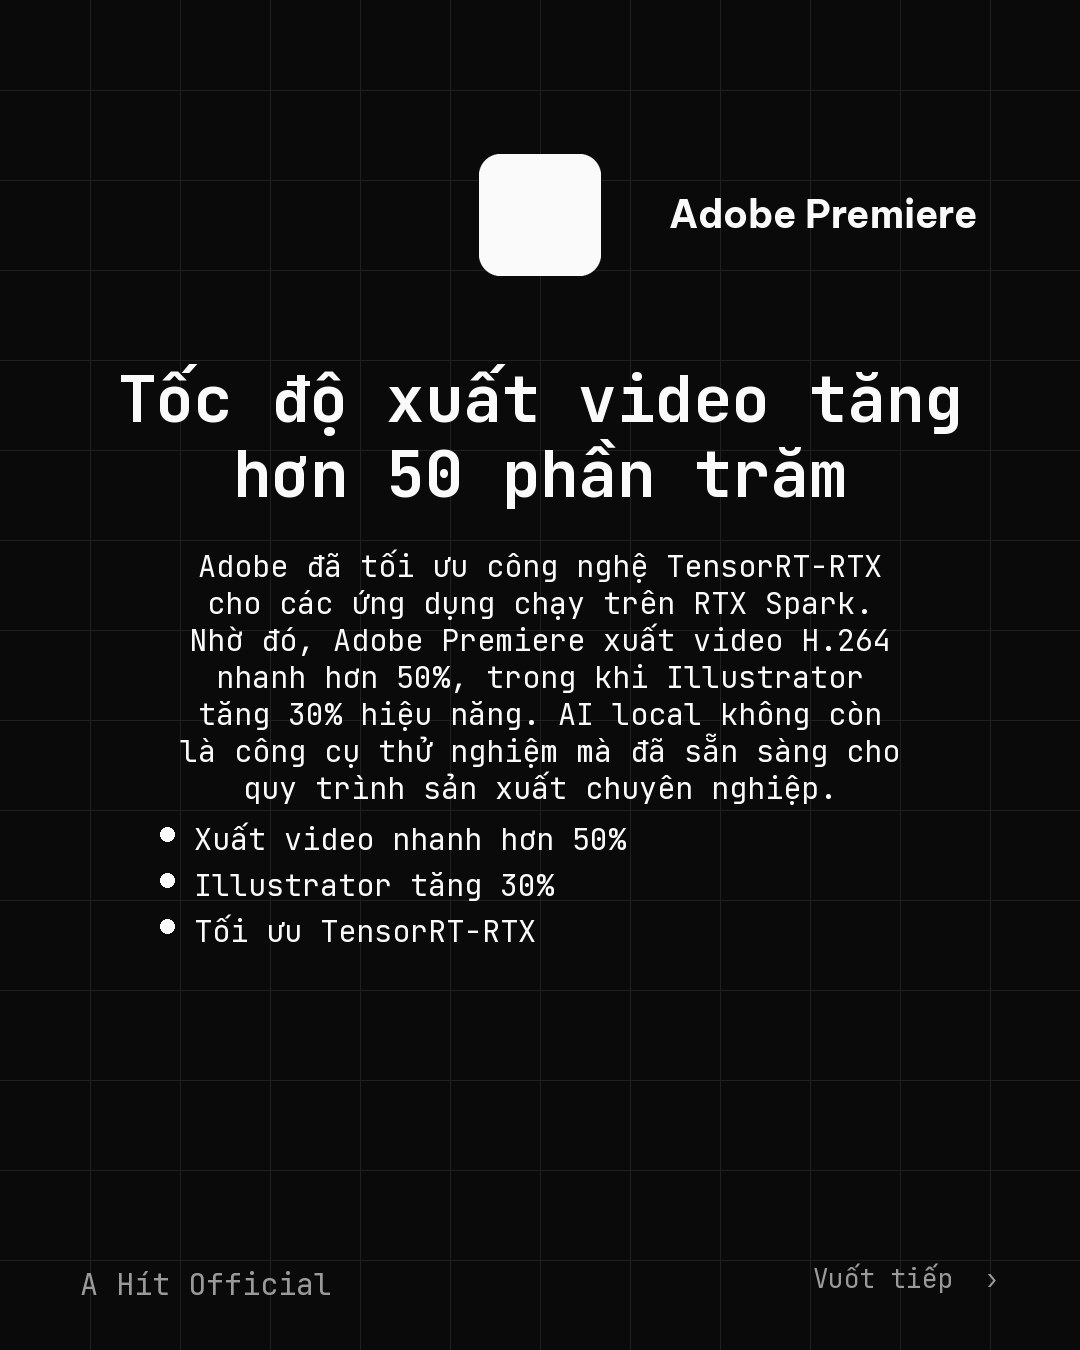 Adobe Premiere
Tốc độ xuất video tăng
hơn 50 phần trăm
Adobe đã tối ưu công nghệ TensorRT-RTX
cho các ứng dụng chạy trên RTX Spark.
Nhờ đó, Adobe Premiere xuất video H.264
nhanh hơn 50%, trong khi Illustrator
tăng 30% hiệu năng. AI local không còn
là công cụ thử nghiệm mà đã sẵn sàng cho
quy trình sản xuất chuyên nghiệp.
Xuất video nhanh hơn 50%
Illustrator tăng 30%
Tối ưu TensorRT-RTX
A Hít Official
Vuốt tiếp ›